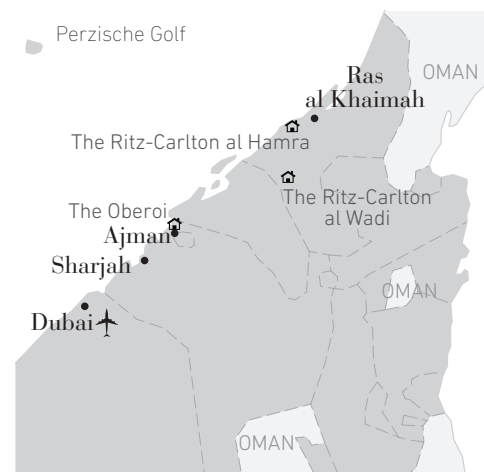 Perzische Golf
OMAN
Ras
al Khaimah
The Ritz-Carlton al Hamra
The Ritz-Carlton
al Wadi
The Oberoi
Ajman
Sharjah
OMAN
Dubai
OMAN